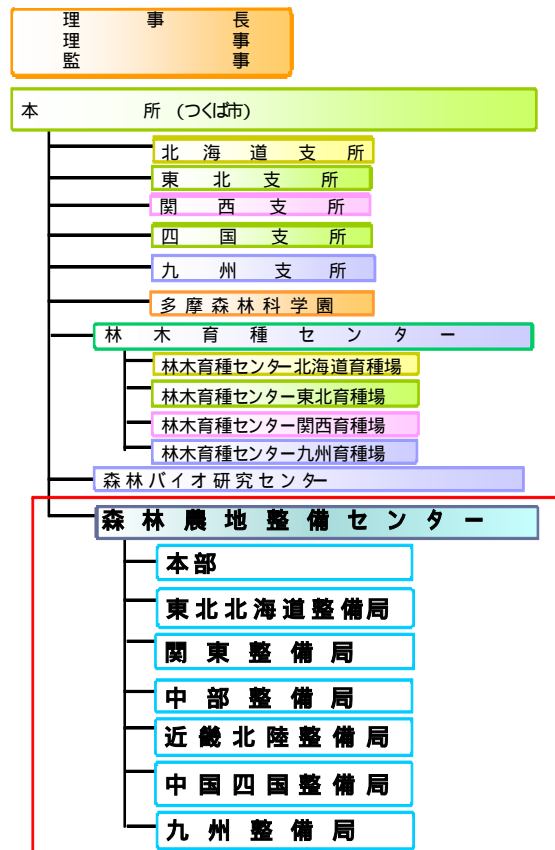 理事長
理事
監事
本所 (つくば市)
北海道支所
東北支所
関西支所
四国支所
九州支所
多摩森林科学園
林木育種センター
林木育種センター北海道育種場
林木育種センター東北育種場
林木育種センター関西育種場
林木育種センター九州育種場
森林バイオ研究センター
森林農地整備センター
本部
東北北海道整備局
関東整備局
中部整備局
近畿北陸整備局
中国四国整備局
九州整備局